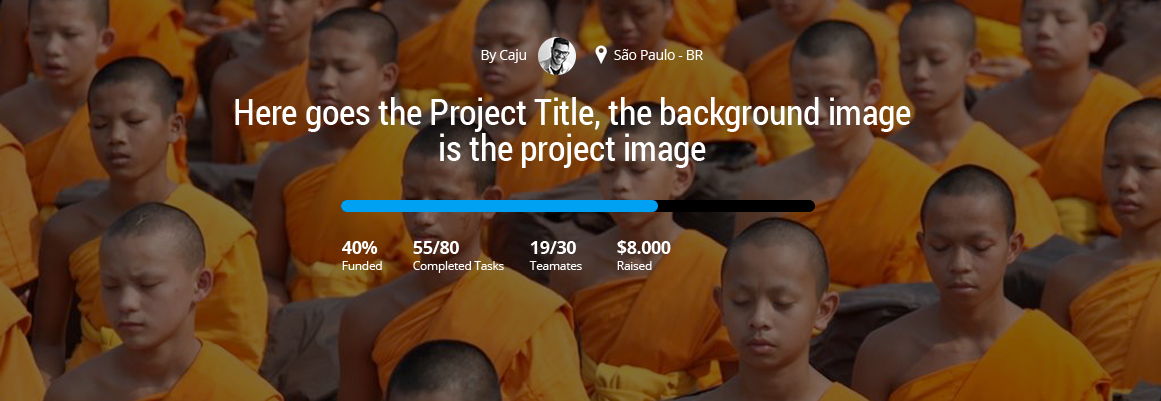 By Caju
São Paulo - BR
Here goes the Project Title, the background image
is the project image
40%
Funded
55/80
Completed Tasks
19/30
Teamates
$8.000
Raised